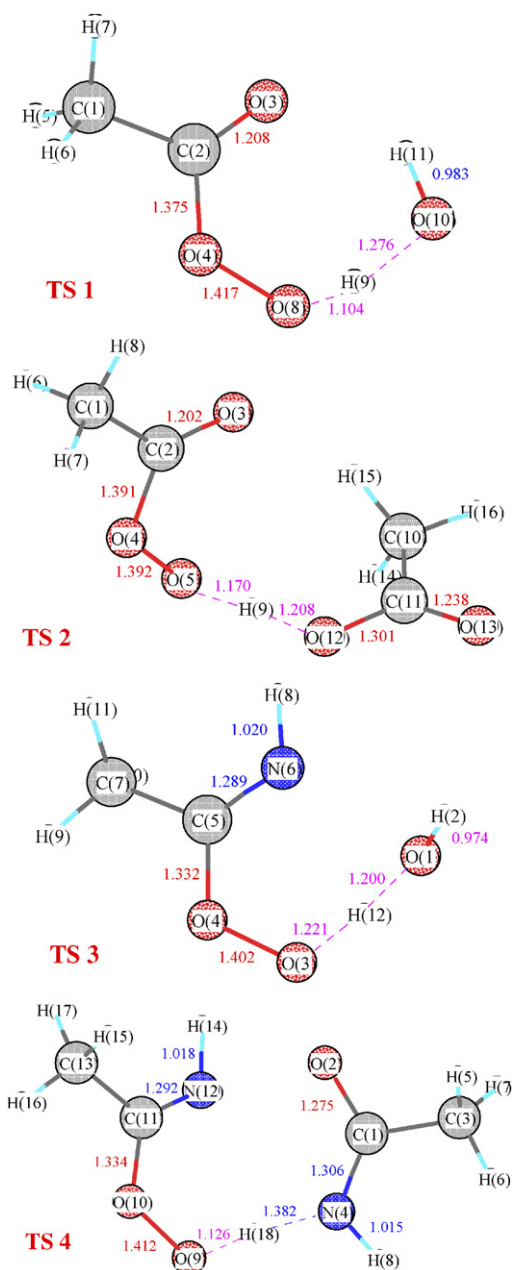 H(7)
C(1)
O(3)
H(5)
H(6)
C(2)
1.208
H(11)
0.983
1.375
O(10)
O(4)
1.276
TS 1
1.417
H(9)
O(8)
1.104
H(8)
H(6)
C(1)
O(3)
1.202
C(2)
H(7)
H(15)
1.391
H(16)
C(10)
O(4)
1.392
H(14)
O(5)
1.170
C(11)
1.238
H(9)
1.208
TS 2
O(12)
1.301
O(13)
H(8)
H(11)
1.020
N(6)
C(7)
0)
1.289
H(2)
H(9)
C(5)
0.974
O(1)
1.332
1.200
H(12)
O(4)
1.221
TS 3
1.402
O(3)
H(17)
H(14)
H(15)
O(2)
C(13)
1.018
H(5)
H(7)
H(16)
1.292
N(12)
1.275
C(11)
C(1)
C(3)
1.334
1.306
H(6)
O(10)
1.382
N(4)
1.412
1.126
H(18)
1.015
TS 4
O(9)
H(8)